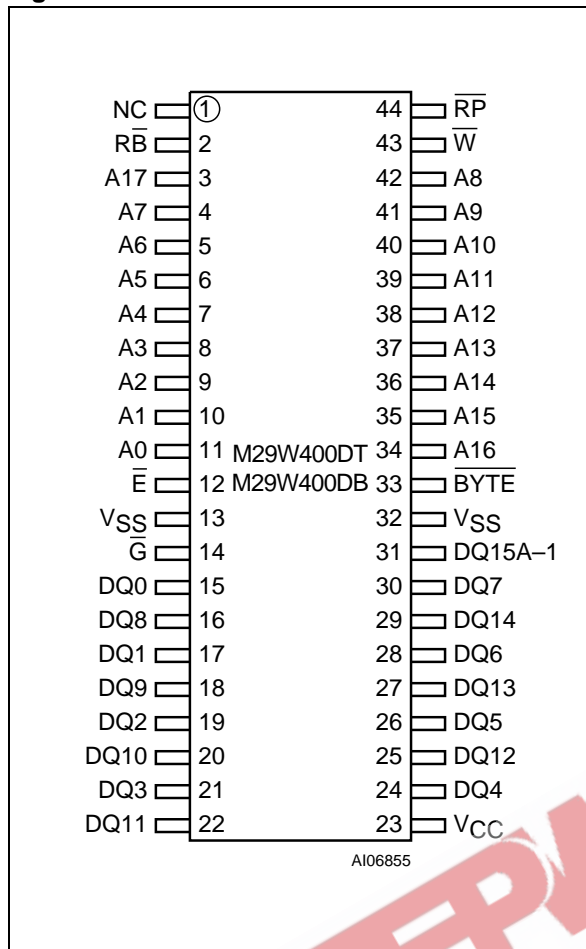 NC 1 44 R̅P̅
RB̅ 2 43 W̅
A17 3 42 A8
A7 4 41 A9
A6 5 40 A10
A5 6 39 A11
A4 7 38 A12
A3 8 37 A13
A2 9 36 A14
A1 10 35 A15
A0 11 M29W400DT 34 A16
E̅ 12 M29W400DB 33 B̅Y̅T̅E̅
VSS 13 32 VSS
G̅ 14 31 DQ15A–1
DQ0 15 30 DQ7
DQ8 16 29 DQ14
DQ1 17 28 DQ6
DQ9 18 27 DQ13
DQ2 19 26 DQ5
DQ10 20 25 DQ12
DQ3 21 24 DQ4
DQ11 22 23 VCC
AI06855